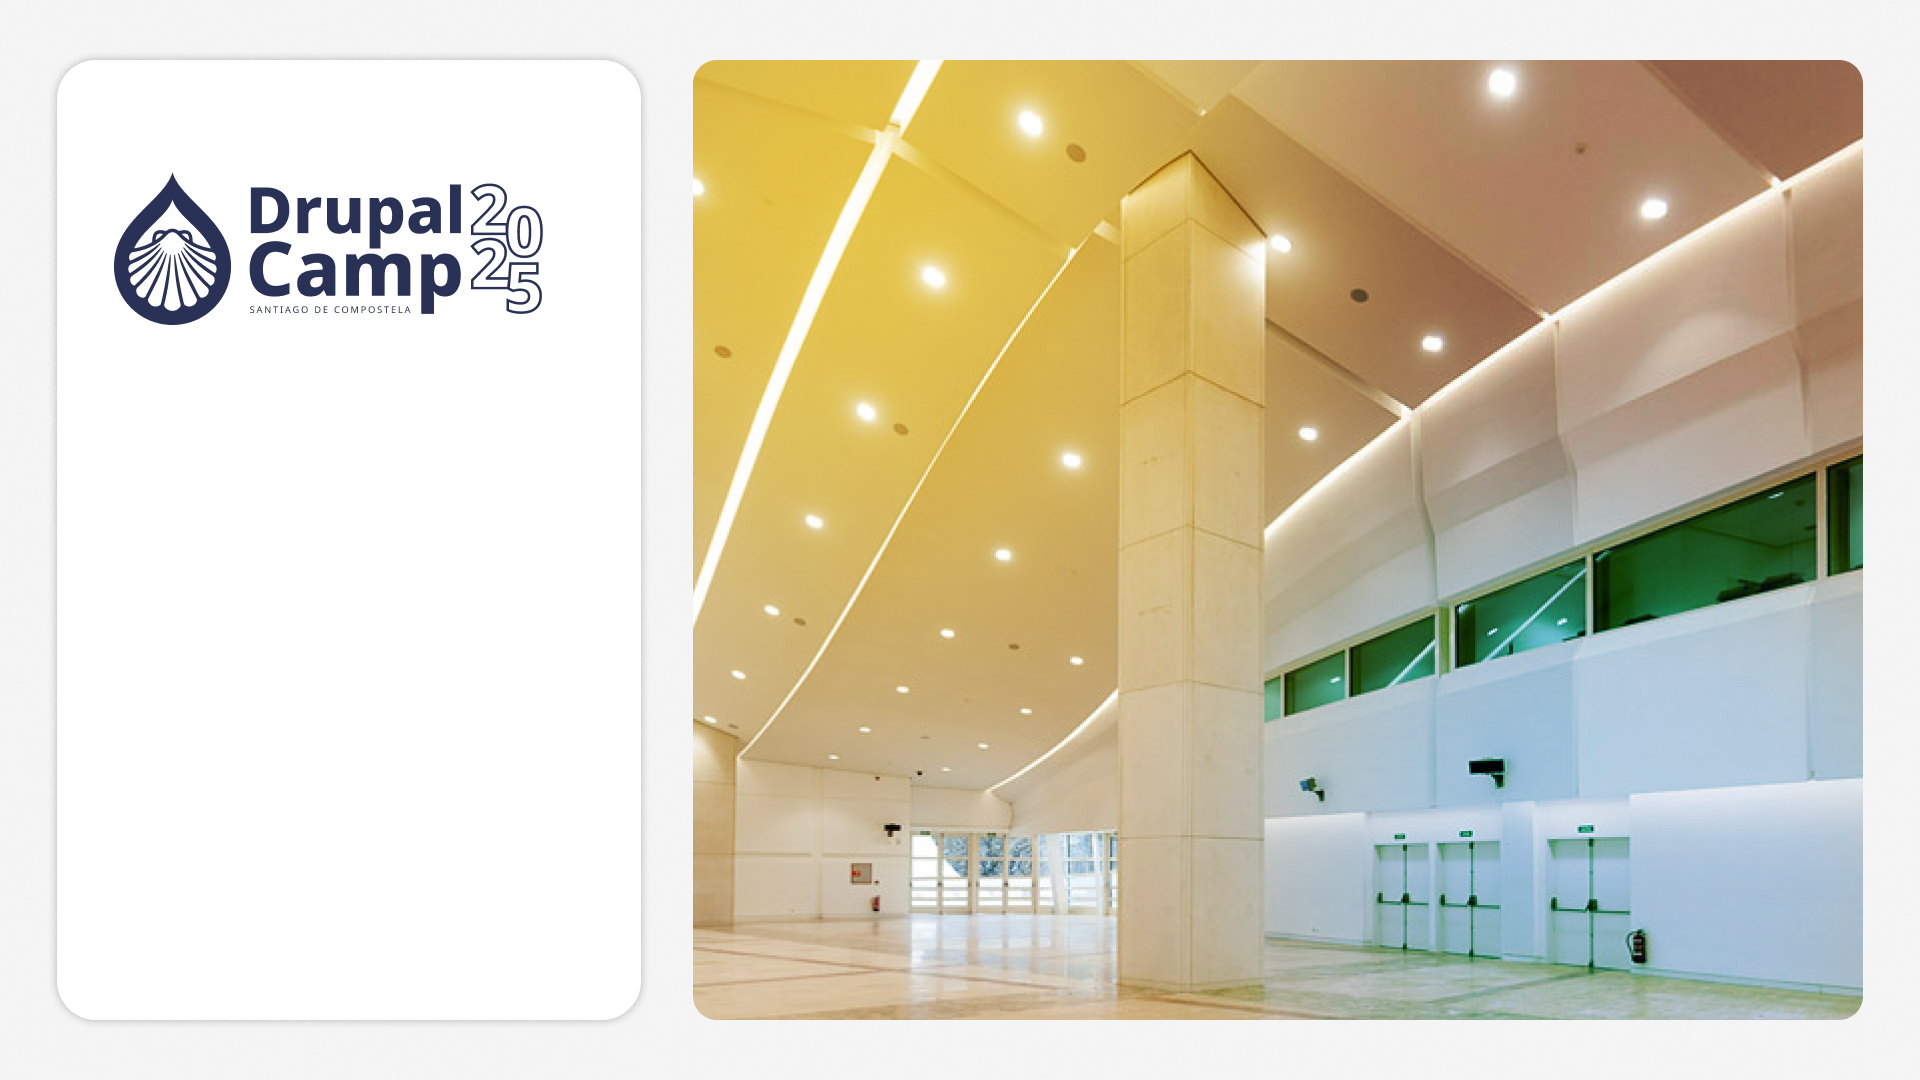 Drupal
Camp
2025
SANTIAGO DE COMPOSTELA